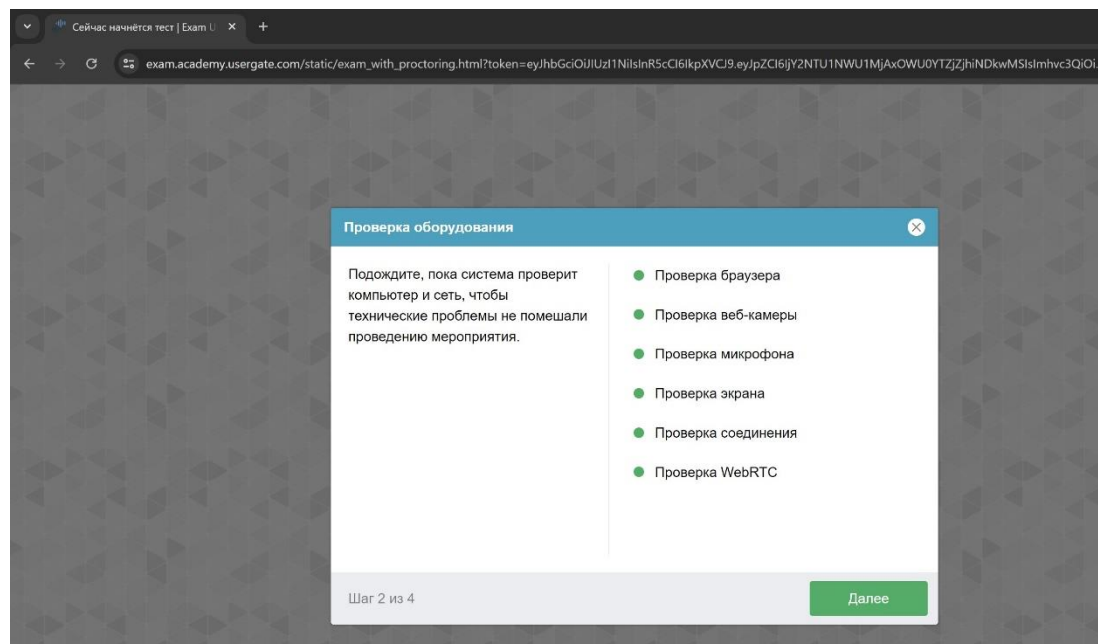 Сейчас начнётся тест | Exam U
exam.academy.usergate.com/static/exam_with_proctoring.html?token=eyJhbGciOiJIUzI1NiIsInR5cCI6IkpXVCJ9.eyJpZCI6IjY2NTU1NWU1MjAxOWU0YTZjZjhiNDkwMSIsImhvc3QiOi.
Проверка оборудования
Подождите, пока система проверит
компьютер и сеть, чтобы
технические проблемы не помешали
проведению мероприятия.
Проверка браузера
Проверка веб-камеры
Проверка микрофона
Проверка экрана
Проверка соединения
Проверка WebRTC
Шаг 2 из 4
Далее